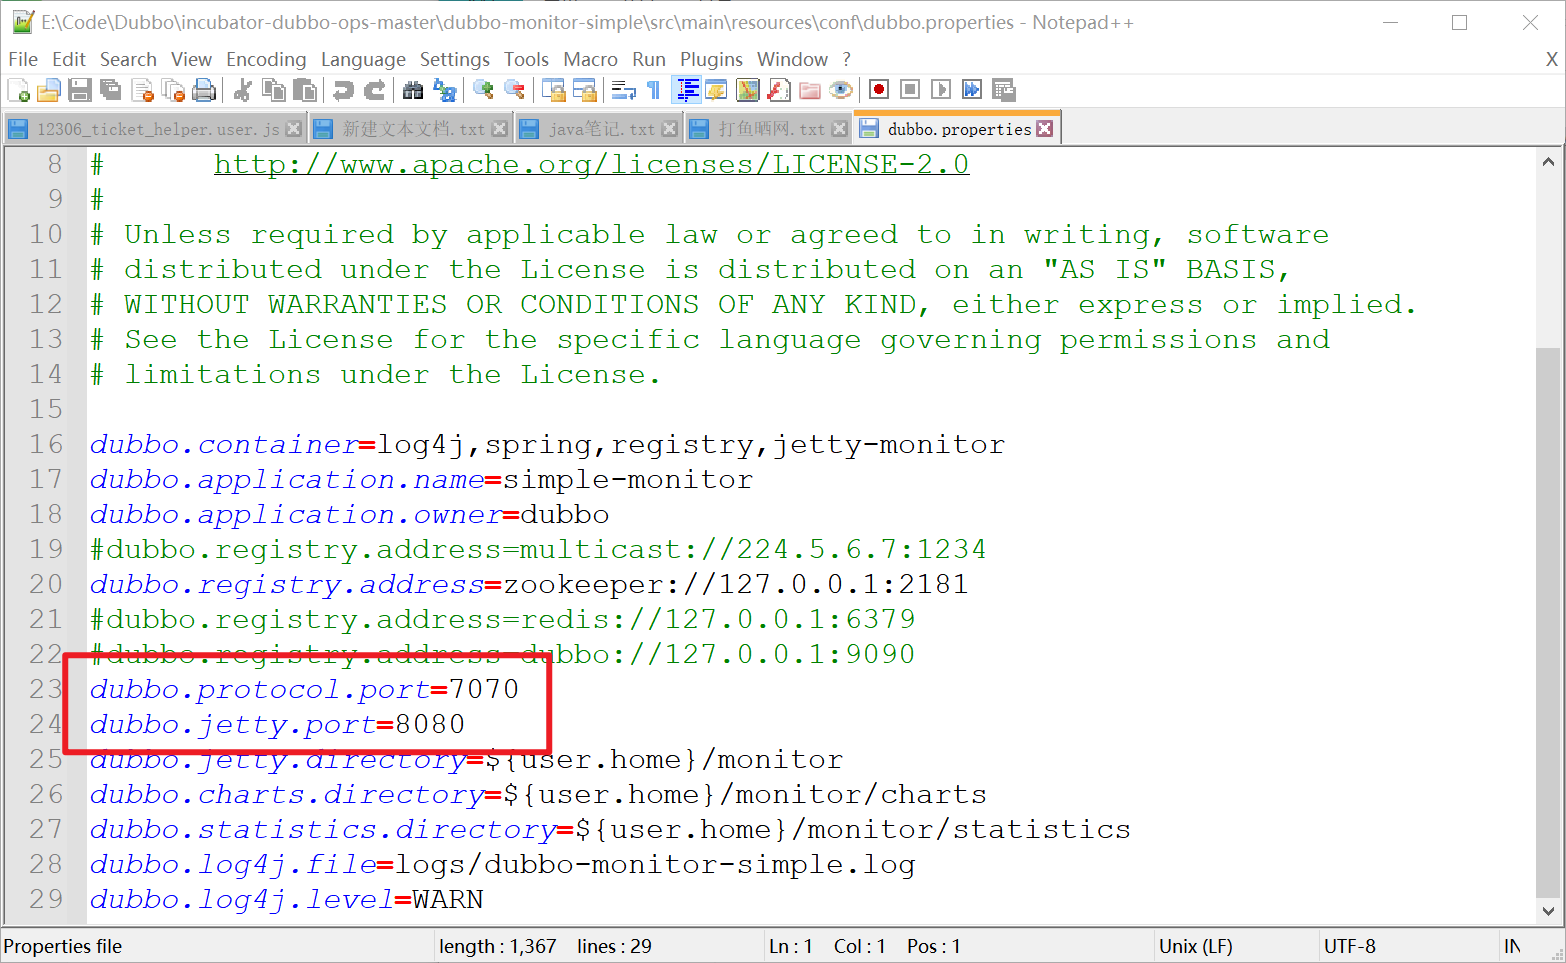 E:\Code\Dubbo\incubator-dubbo-ops-master\dubbo-monitor-simple\src\main\resources\conf\dubbo.properties - Notepad++
File Edit Search View Encoding Language Settings Tools Macro Run Plugins Window ? X
12306_ticket_helper.user.js 新建文本文档.txt java笔记.txt 打鱼晒网.txt dubbo.properties
8 # http://www.apache.org/licenses/LICENSE-2.0
9 #
10 # Unless required by applicable law or agreed to in writing, software
11 # distributed under the License is distributed on an "AS IS" BASIS,
12 # WITHOUT WARRANTIES OR CONDITIONS OF ANY KIND, either express or implied.
13 # See the License for the specific language governing permissions and
14 # limitations under the License.
15
16 dubbo.container=log4j,spring,registry,jetty-monitor
17 dubbo.application.name=simple-monitor
18 dubbo.application.owner=dubbo
19 #dubbo.registry.address=multicast://224.5.6.7:1234
20 dubbo.registry.address=zookeeper://127.0.0.1:2181
21 #dubbo.registry.address=redis://127.0.0.1:6379
22 #dubbo.registry.address=dubbo://127.0.0.1:9090
23 dubbo.protocol.port=7070
24 dubbo.jetty.port=8080
25 dubbo.jetty.directory=${user.home}/monitor
26 dubbo.charts.directory=${user.home}/monitor/charts
27 dubbo.statistics.directory=${user.home}/monitor/statistics
28 dubbo.log4j.file=logs/dubbo-monitor-simple.log
29 dubbo.log4j.level=WARN
Properties file length : 1,367 lines : 29 Ln : 1 Col : 1 Pos : 1 Unix (LF) UTF-8 IN